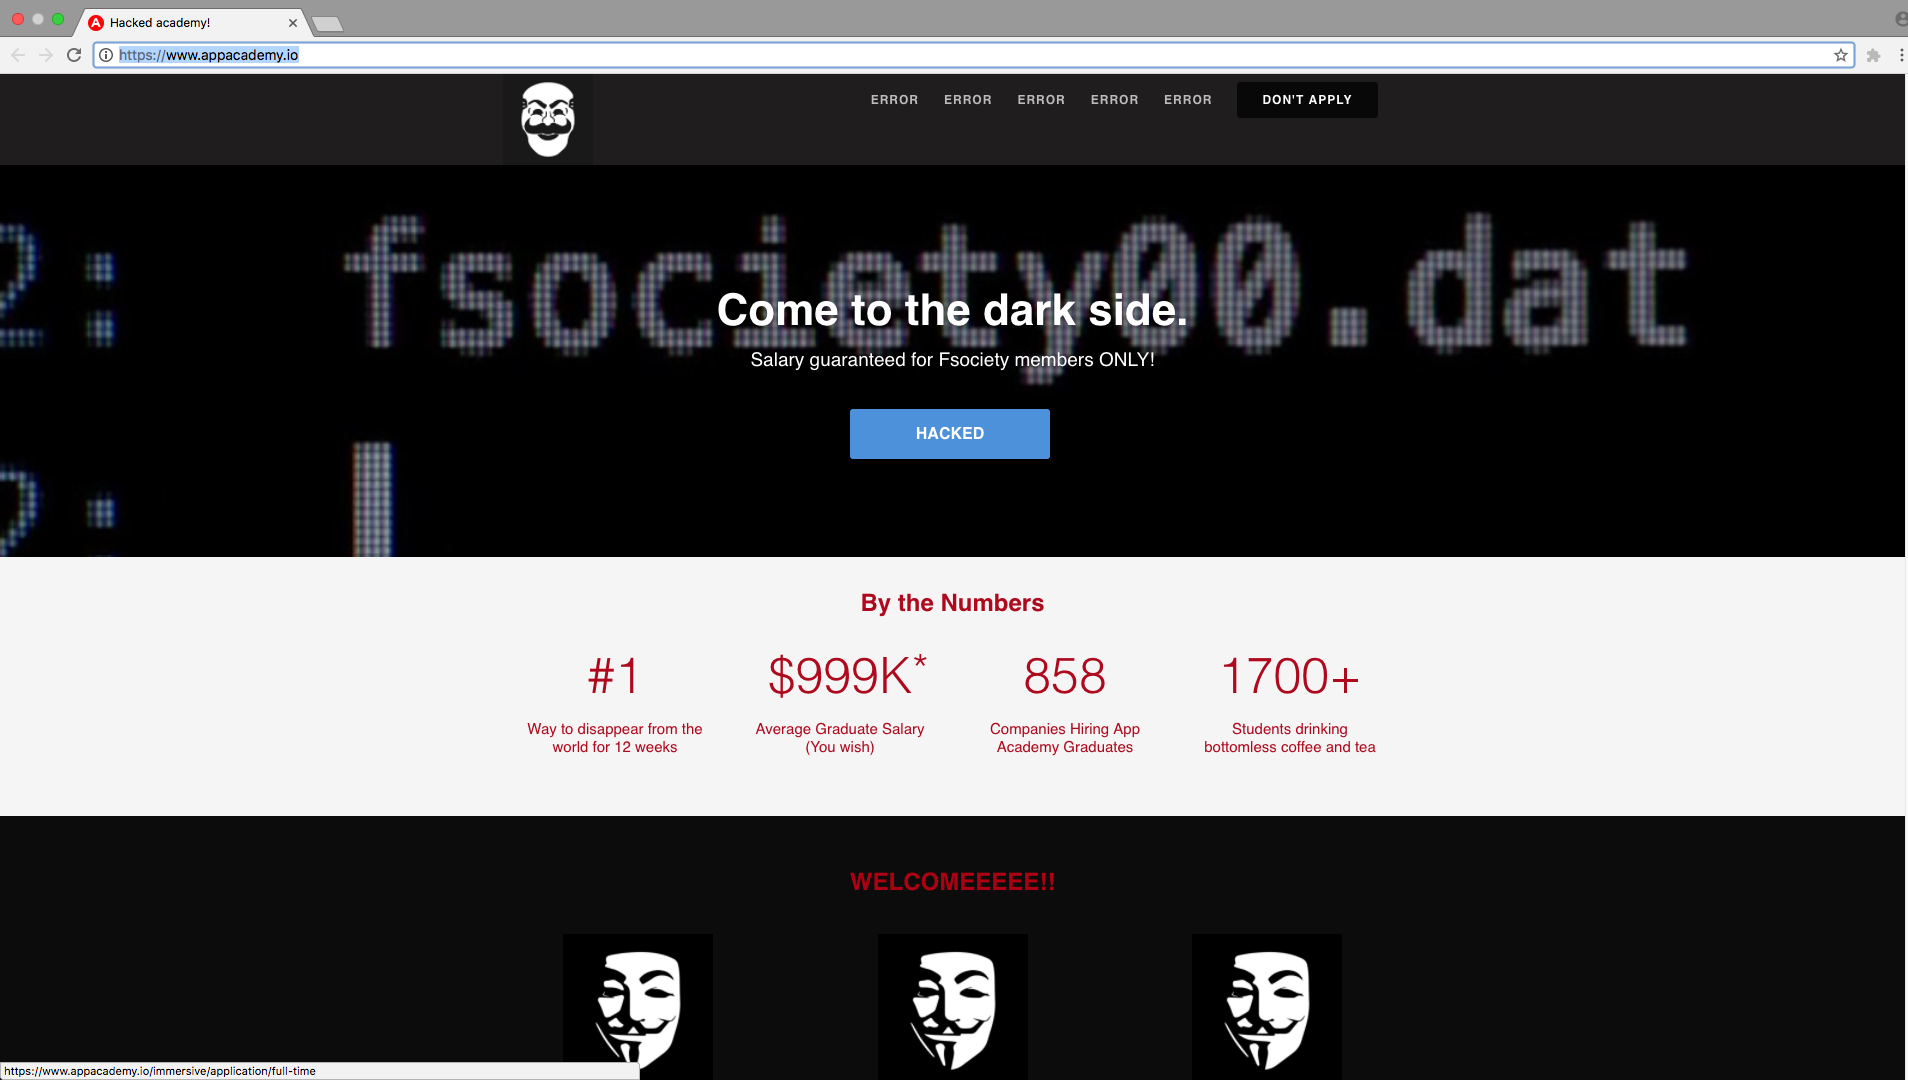 Hacked academy!
https://www.appacademy.io
ERROR ERROR ERROR ERROR ERROR DON'T APPLY
2: fsociety00.dat
Come to the dark side.
Salary guaranteed for Fsociety members ONLY!
HACKED
2:
By the Numbers
#1 $999K* 858 1700+
Way to disappear from the Average Graduate Salary Companies Hiring App Students drinking
world for 12 weeks (You wish) Academy Graduates bottomless coffee and tea
WELCOMEEEEE!!
https://www.appacademy.io/immersive/application/full-time